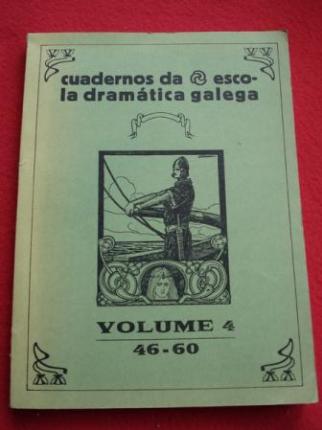 cuadernos da esco-
la dramática galega
VOLUME 4
46-60